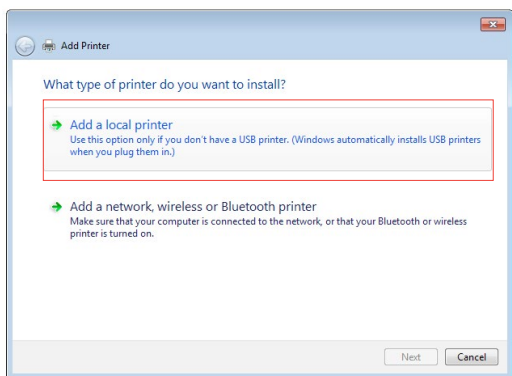 Add Printer
What type of printer do you want to install?
Add a local printer
Use this option only if you don't have a USB printer. (Windows automatically installs USB printers
when you plug them in.)
Add a network, wireless or Bluetooth printer
Make sure that your computer is connected to the network, or that your Bluetooth or wireless
printer is turned on.
Next Cancel